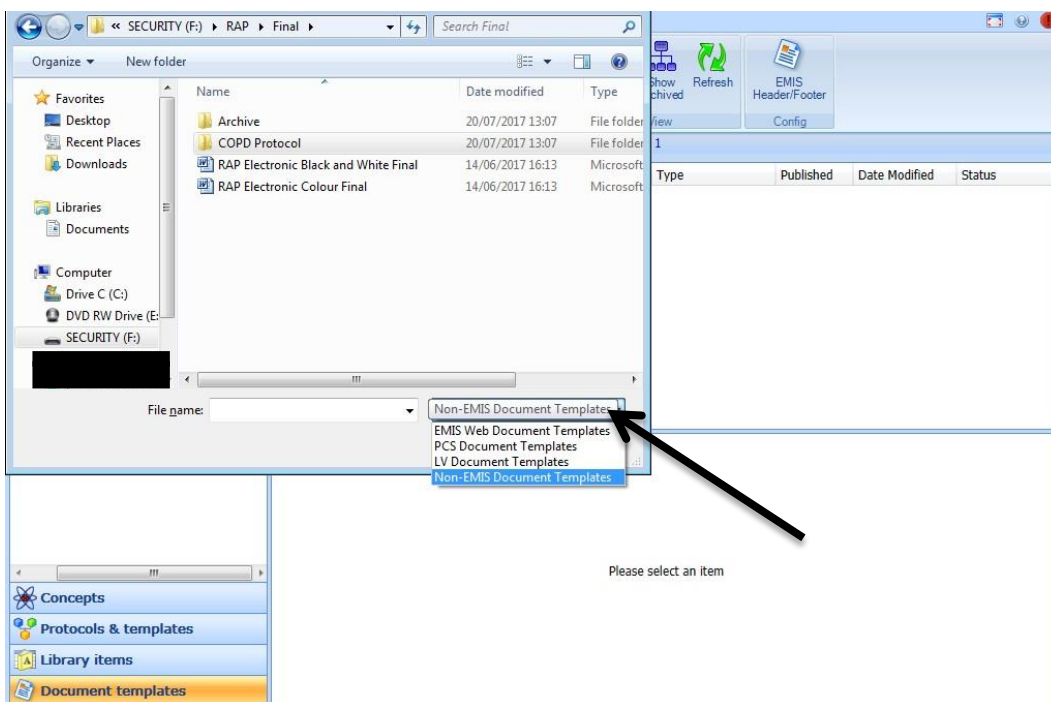 « SECURITY (F:) ▸ RAP ▸ Final ▸
Search Final
Organize
New folder
Favorites
Desktop
Recent Places
Downloads
Libraries
Documents
Computer
Drive C (C:)
DVD RW Drive (E:
SECURITY (F:)
Name Date modified Type
Archive 20/07/2017 13:07 File folder
COPD Protocol 20/07/2017 13:07 File folder
RAP Electronic Black and White Final 14/06/2017 16:13 Microsoft
RAP Electronic Colour Final 14/06/2017 16:13 Microsoft
File name:
Non-EMIS Document Templates
EMIS Web Document Templates
PCS Document Templates
LV Document Templates
Non-EMIS Document Templates
Show
chived
Refresh
EMIS
Header/Footer
View
Config
1
Type Published Date Modified Status
Please select an item
Concepts
Protocols & templates
Library items
Document templates